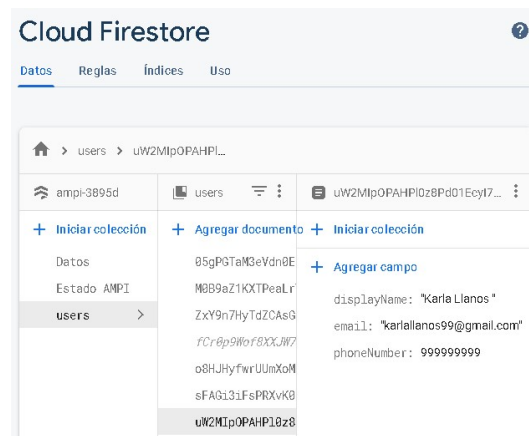 Cloud Firestore
Datos Reglas Índices Uso
users uW2MIpOPAHPl...
ampi-3895d
Iniciar colección
Datos
Estado AMPI
users
users
Agregar documento
05gPGTaM3eVdn0E
M0B9aZ1KXTPeaLr
ZxY9n7HyTdZCAsG
fCr0p9Wof8XXJW7
o8HJHyfwrUUmXoM
sFAGi3iFsPRXvK0
uW2MIpOPAHPl0z8
uW2MIpOPAHPl0z8Pd01EcyI7...
Iniciar colección
Agregar campo
displayName: "Karla Llanos "
email: "karlallanos99@gmail.com"
phoneNumber: 999999999